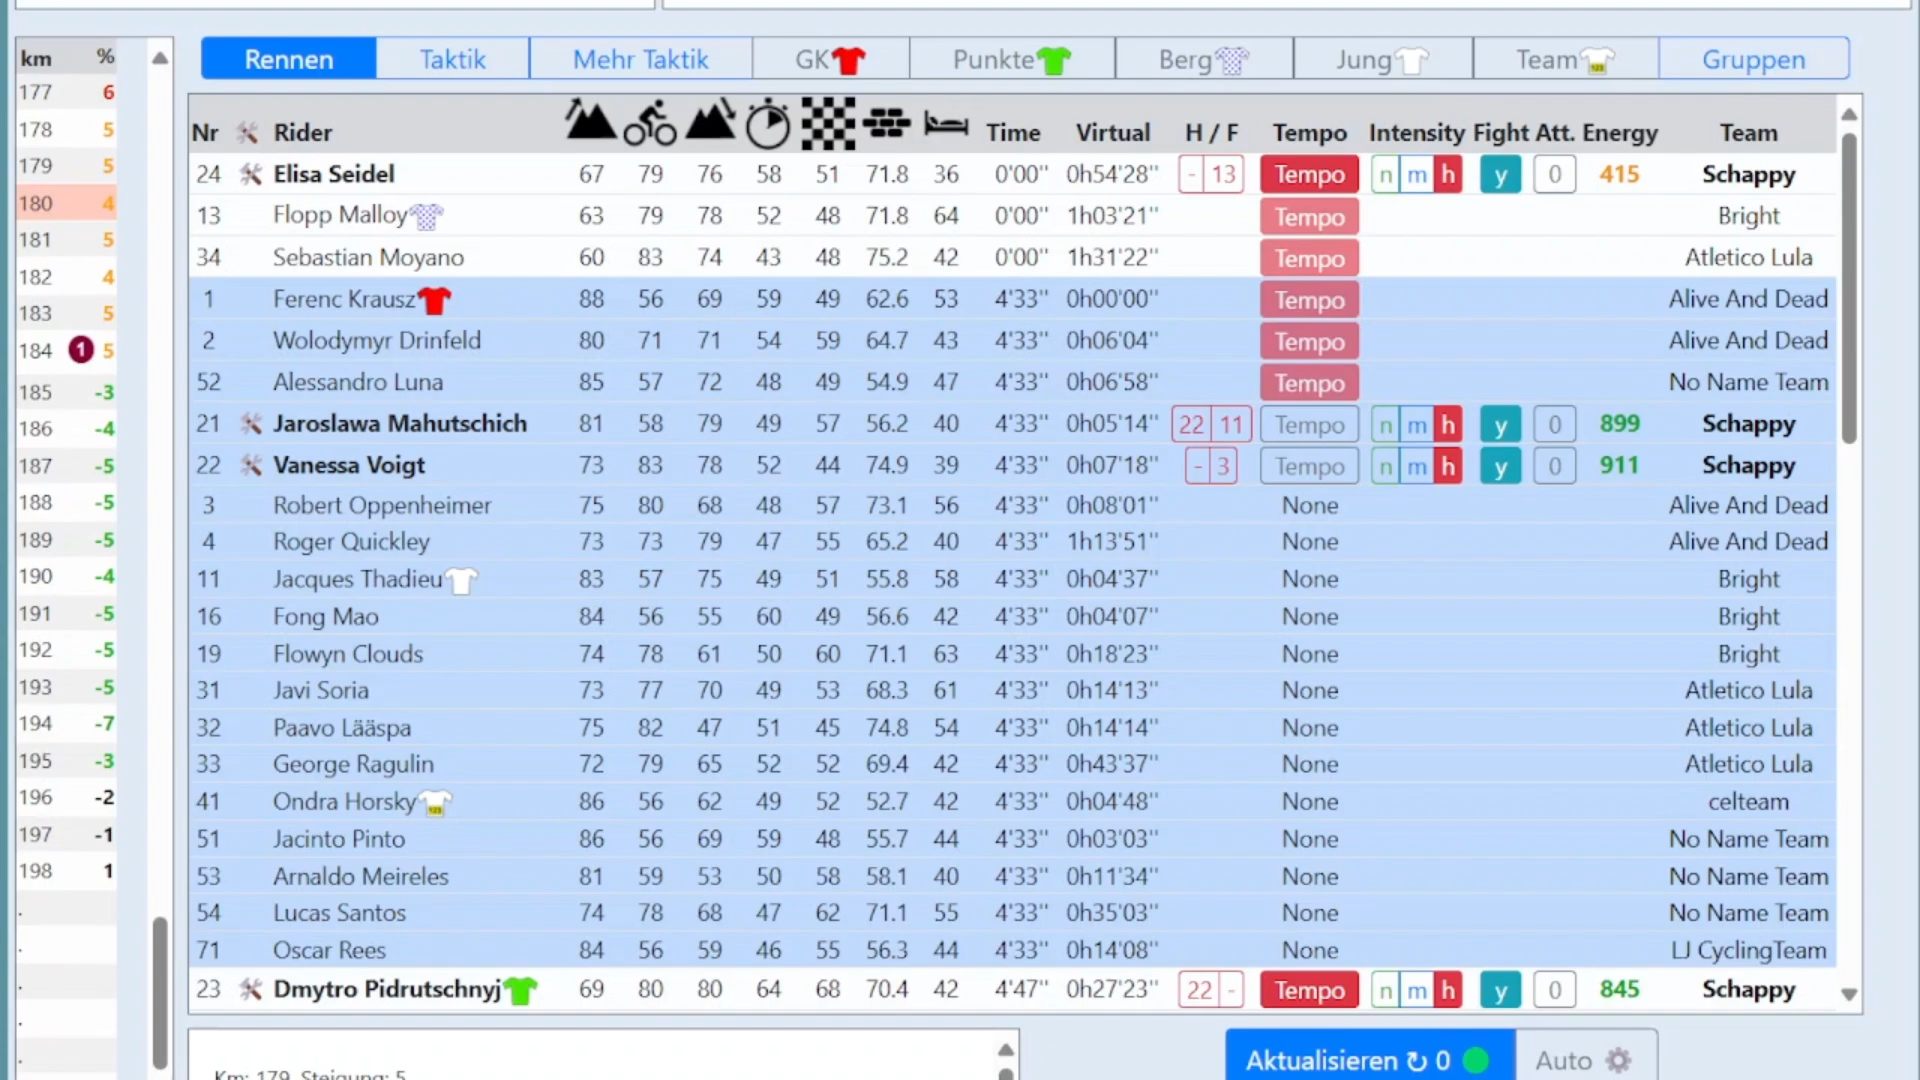 Rennen Taktik Mehr Taktik GK Punkte Berg Jung Team Gruppen
km %
Nr Rider Time Virtual H / F Tempo Intensity Fight Att. Energy Team
177 6
178 5
179 5
180 4
181 5
182 4
183 5
184 1 5
185 -3
186 -4
187 -5
188 -5
189 -5
190 -4
191 -5
192 -5
193 -5
194 -7
195 -3
196 -2
197 -1
198 1
.
.
.
.
.
24 Elisa Seidel 67 79 76 58 51 71.8 36 0'00'' 0h54'28'' - 13 Tempo n m h y 0 415 Schappy
13 Flopp Malloy 63 79 78 52 48 71.8 64 0'00'' 1h03'21'' Tempo Bright
34 Sebastian Moyano 60 83 74 43 48 75.2 42 0'00'' 1h31'22'' Tempo Atletico Lula
1 Ferenc Krausz 88 56 69 59 49 62.6 53 4'33'' 0h00'00'' Tempo Alive And Dead
2 Wolodymyr Drinfeld 80 71 71 54 59 64.7 43 4'33'' 0h06'04'' Tempo Alive And Dead
52 Alessandro Luna 85 57 72 48 49 54.9 47 4'33'' 0h06'58'' Tempo No Name Team
21 Jaroslawa Mahutschich 81 58 79 49 57 56.2 40 4'33'' 0h05'14'' 22 11 Tempo n m h y 0 899 Schappy
22 Vanessa Voigt 73 83 78 52 44 74.9 39 4'33'' 0h07'18'' - 3 Tempo n m h y 0 911 Schappy
3 Robert Oppenheimer 75 80 68 48 57 73.1 56 4'33'' 0h08'01'' None Alive And Dead
4 Roger Quickley 73 73 79 47 55 65.2 40 4'33'' 1h13'51'' None Alive And Dead
11 Jacques Thadieu 83 57 75 49 51 55.8 58 4'33'' 0h04'37'' None Bright
16 Fong Mao 84 56 55 60 49 56.6 42 4'33'' 0h04'07'' None Bright
19 Flowyn Clouds 74 78 61 50 60 71.1 63 4'33'' 0h18'23'' None Bright
31 Javi Soria 73 77 70 49 53 68.3 61 4'33'' 0h14'13'' None Atletico Lula
32 Paavo Lääspa 75 82 47 51 45 74.8 54 4'33'' 0h14'14'' None Atletico Lula
33 George Ragulin 72 79 65 52 52 69.4 42 4'33'' 0h43'37'' None Atletico Lula
41 Ondra Horsky 86 56 62 49 52 52.7 42 4'33'' 0h04'48'' None celteam
51 Jacinto Pinto 86 56 69 59 48 55.7 44 4'33'' 0h03'03'' None No Name Team
53 Arnaldo Meireles 81 59 53 50 58 58.1 40 4'33'' 0h11'34'' None No Name Team
54 Lucas Santos 74 78 68 47 62 71.1 55 4'33'' 0h35'03'' None No Name Team
71 Oscar Rees 84 56 59 46 55 56.3 44 4'33'' 0h14'08'' None LJ CyclingTeam
23 Dmytro Pidrutschnyj 69 80 80 64 68 70.4 42 4'47'' 0h27'23'' 22 - Tempo n m h y 0 845 Schappy
Km: 179, Steigung: 5
Aktualisieren ↻ 0 Auto